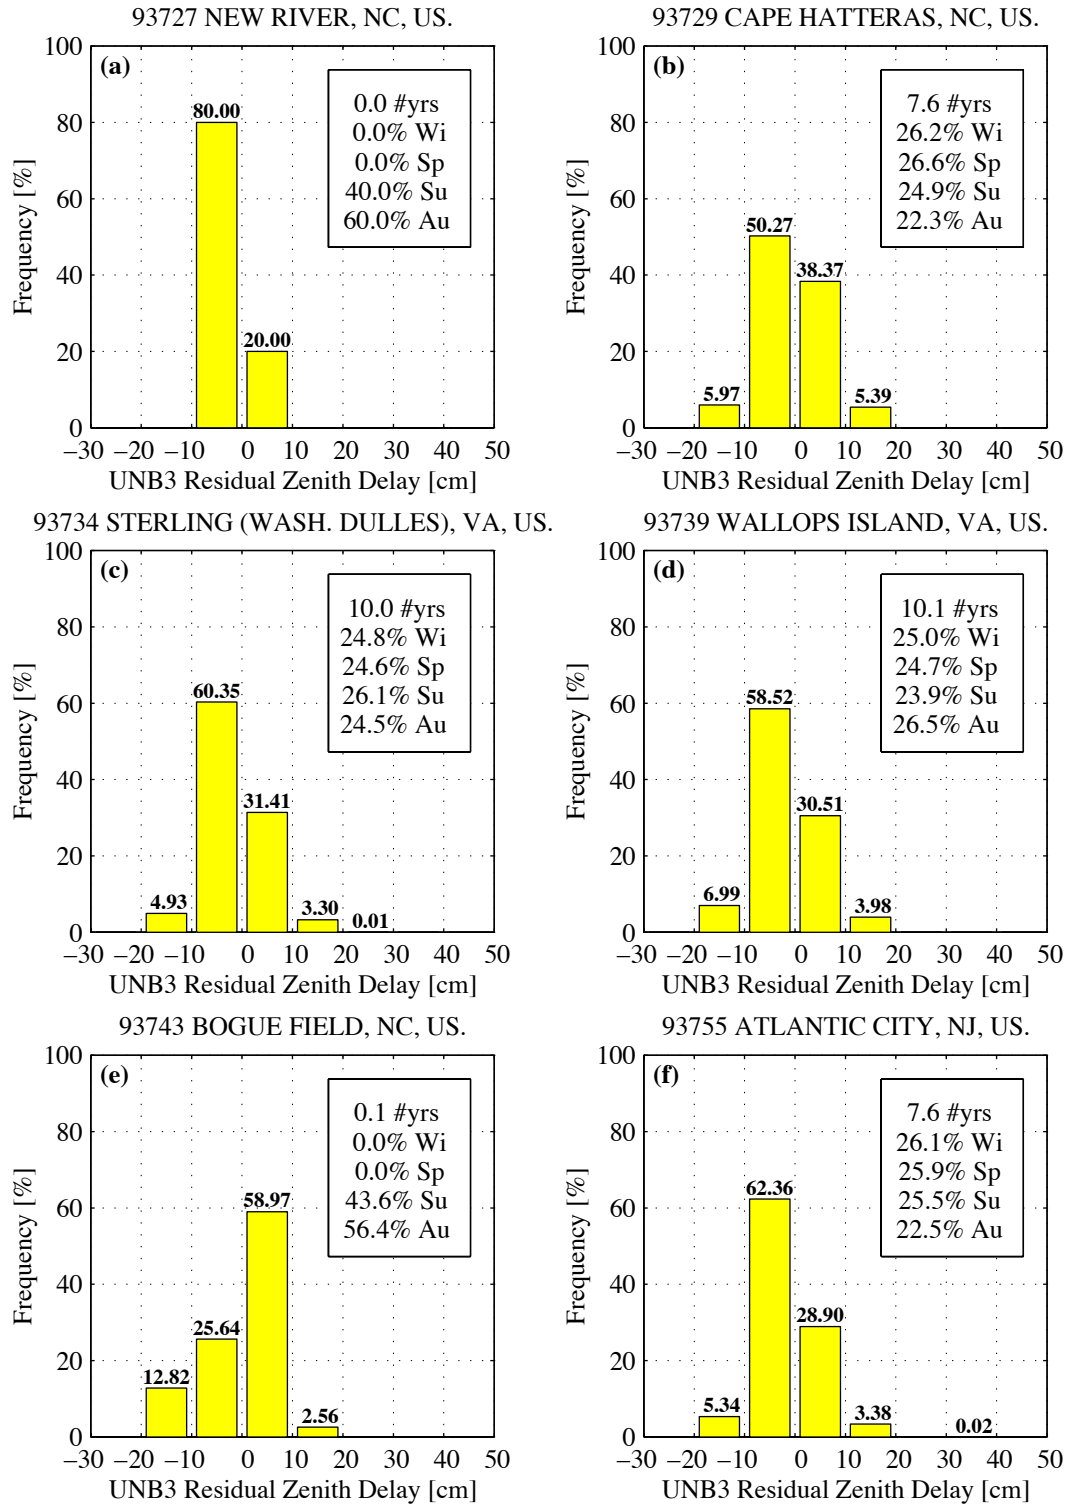 93727 NEW RIVER, NC, US.
(a)
0.0 #yrs
0.0% Wi
0.0% Sp
40.0% Su
60.0% Au
80.00
20.00
100
80
60
40
20
0
Frequency [%]
−30 −20 −10 0 10 20 30 40 50
UNB3 Residual Zenith Delay [cm]
93729 CAPE HATTERAS, NC, US.
(b)
7.6 #yrs
26.2% Wi
26.6% Sp
24.9% Su
22.3% Au
5.97
50.27
38.37
5.39
100
80
60
40
20
0
Frequency [%]
−30 −20 −10 0 10 20 30 40 50
UNB3 Residual Zenith Delay [cm]
93734 STERLING (WASH. DULLES), VA, US.
(c)
10.0 #yrs
24.8% Wi
24.6% Sp
26.1% Su
24.5% Au
4.93
60.35
31.41
3.30
0.01
100
80
60
40
20
0
Frequency [%]
−30 −20 −10 0 10 20 30 40 50
UNB3 Residual Zenith Delay [cm]
93739 WALLOPS ISLAND, VA, US.
(d)
10.1 #yrs
25.0% Wi
24.7% Sp
23.9% Su
26.5% Au
6.99
58.52
30.51
3.98
100
80
60
40
20
0
Frequency [%]
−30 −20 −10 0 10 20 30 40 50
UNB3 Residual Zenith Delay [cm]
93743 BOGUE FIELD, NC, US.
(e)
0.1 #yrs
0.0% Wi
0.0% Sp
43.6% Su
56.4% Au
12.82
25.64
58.97
2.56
100
80
60
40
20
0
Frequency [%]
−30 −20 −10 0 10 20 30 40 50
UNB3 Residual Zenith Delay [cm]
93755 ATLANTIC CITY, NJ, US.
(f)
7.6 #yrs
26.1% Wi
25.9% Sp
25.5% Su
22.5% Au
5.34
62.36
28.90
3.38
0.02
100
80
60
40
20
0
Frequency [%]
−30 −20 −10 0 10 20 30 40 50
UNB3 Residual Zenith Delay [cm]